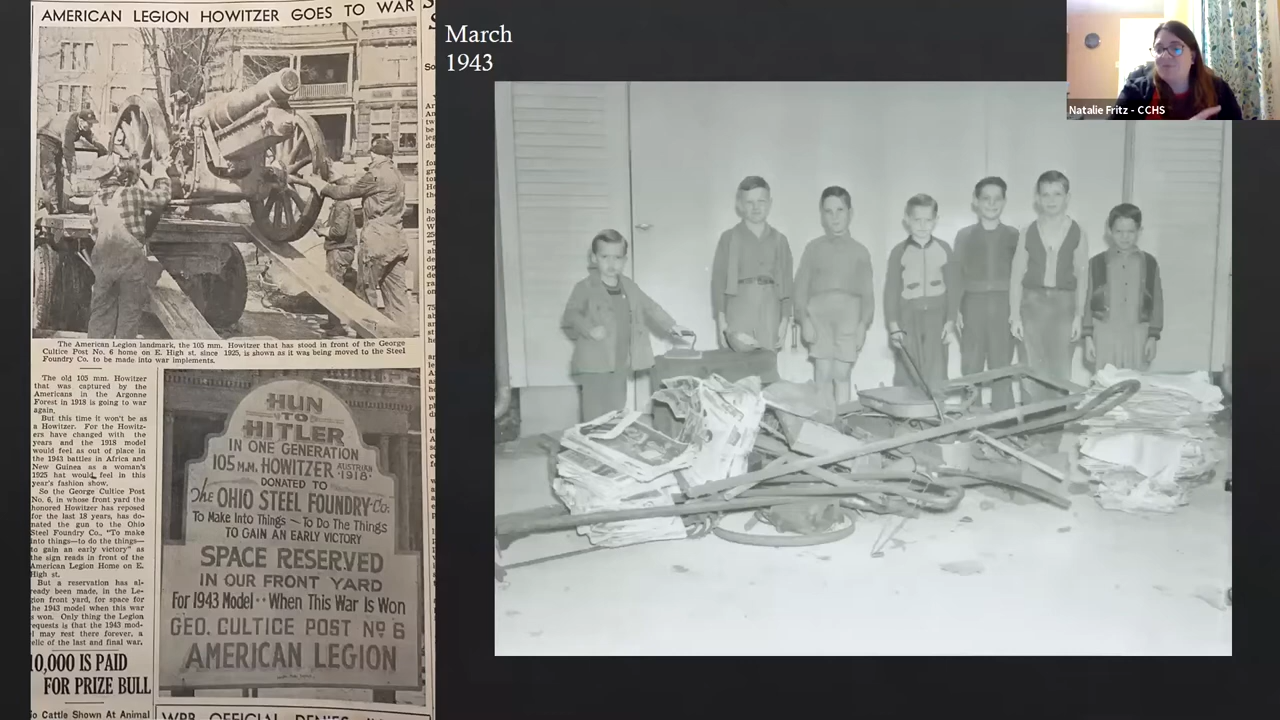 AMERICAN LEGION HOWITZER GOES TO WAR
The American Legion landmark, the 105 mm. Howitzer that has stood in front of the George
Cultice Post No. 6 home on E. High st. since 1925, is shown as it was being moved to the Steel
Foundry Co. to be made into war implements.
The old 105 mm. Howitzer
that was captured by the
Americans in the Argonne
Forest in 1918 is going to war
again.
But this time it won't be as
a Howitzer. For the Howitz-
ers have changed with the
years and the 1918 model
would feel as out of place in
the 1943 battles in Africa and
New Guinea as a woman's
1925 hat would feel in this
year's fashion show.
So the George Cultice Post
No. 6, in whose front yard the
honored Howitzer has reposed
for the last 18 years, has do-
nated the gun to the Ohio
Steel Foundry Co., "To make
into things—to do the things—
to gain an early victory" as
the sign reads in front of the
American Legion Home on E.
High st.
But a reservation has al-
ready been made, in the Le-
gion front yard, for space for
the 1943 model when this war
is won. Only thing the Legion
requests is that the 1943 mod-
el may rest there forever, a
relic of the last and final war.
10,000 IS PAID
FOR PRIZE BULL
Cattle Shown At Animal
HUN
TO
HITLER
IN ONE GENERATION
105 M.M. HOWITZER AUSTRIAN 1918
DONATED TO
The OHIO STEEL FOUNDRY Co.
To Make Into Things ~ To Do The Things
TO GAIN AN EARLY VICTORY
SPACE RESERVED
IN OUR FRONT YARD
For 1943 Model ·· When This War Is Won
GEO. CULTICE POST No 6
AMERICAN LEGION
WPB OFFICIAL DENIES
March
1943
Natalie Fritz - CCHS